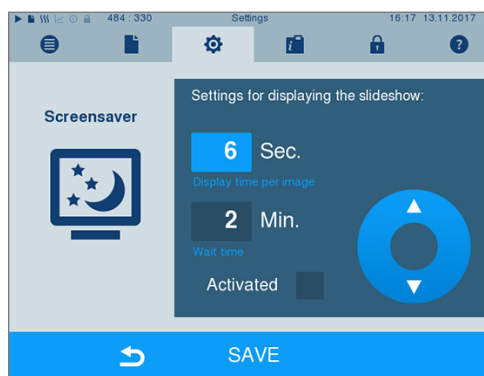 484 : 330 Settings 16:17 13.11.2017
i ?
Screensaver
Settings for displaying the slideshow:
6 Sec.
Display time per image
2 Min.
Wait time
Activated
SAVE